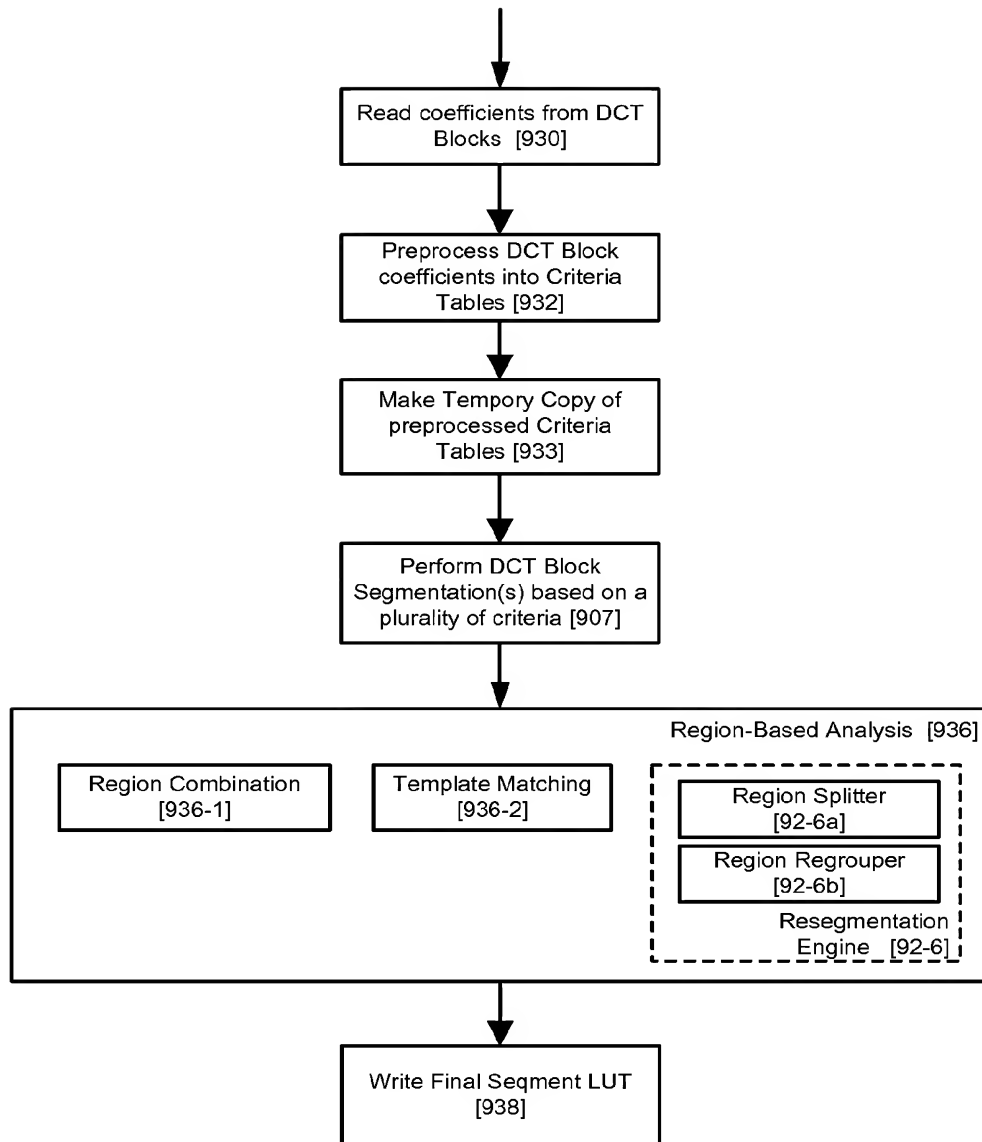 Read coefficients from DCT
Blocks [930]
Preprocess DCT Block
coefficients into Criteria
Tables [932]
Make Tempory Copy of
preprocessed Criteria
Tables [933]
Perform DCT Block
Segmentation(s) based on a
plurality of criteria [907]
Region-Based Analysis [936]
Region Combination
[936-1]
Template Matching
[936-2]
Region Splitter
[92-6a]
Region Regrouper
[92-6b]
Resegmentation
Engine [92-6]
Write Final Seqment LUT
[938]